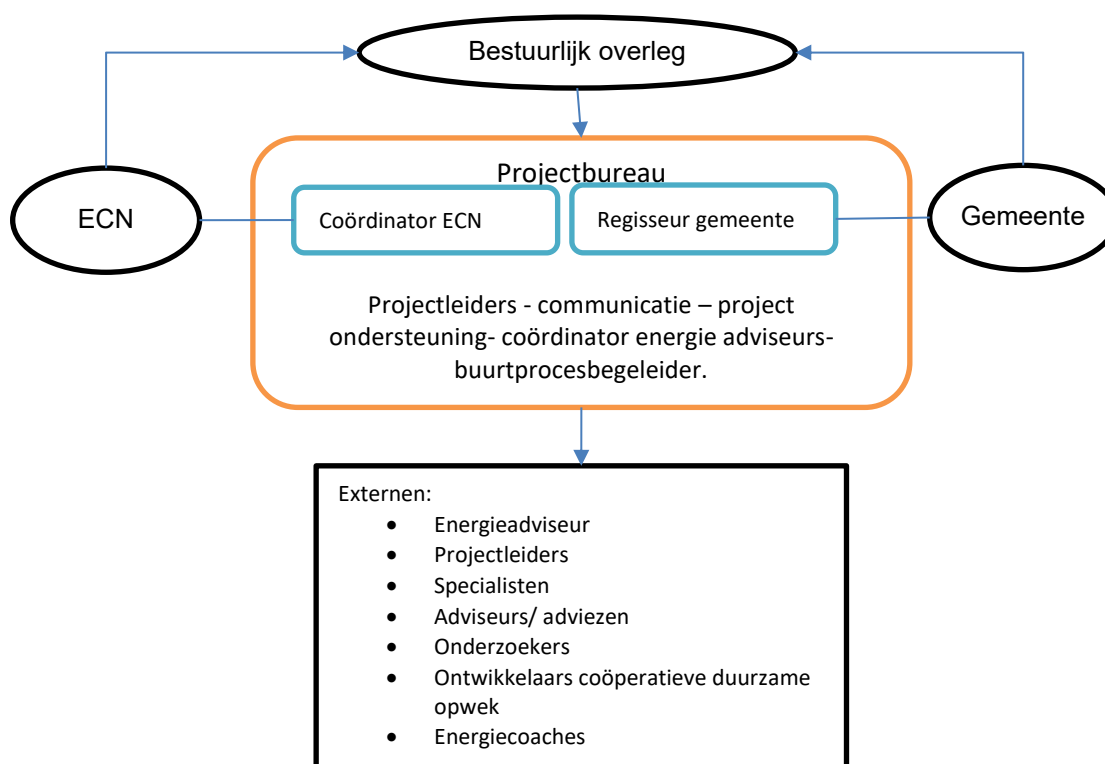 Bestuurlijk overleg
Projectbureau
ECN
Coördinator ECN
Regisseur gemeente
Gemeente
Projectleiders - communicatie – project
ondersteuning- coördinator energie adviseurs-
buurtprocesbegeleider.
Externen:
• Energieadviseur
• Projectleiders
• Specialisten
• Adviseurs/ adviezen
• Onderzoekers
• Ontwikkelaars coöperatieve duurzame
opwek
• Energiecoaches